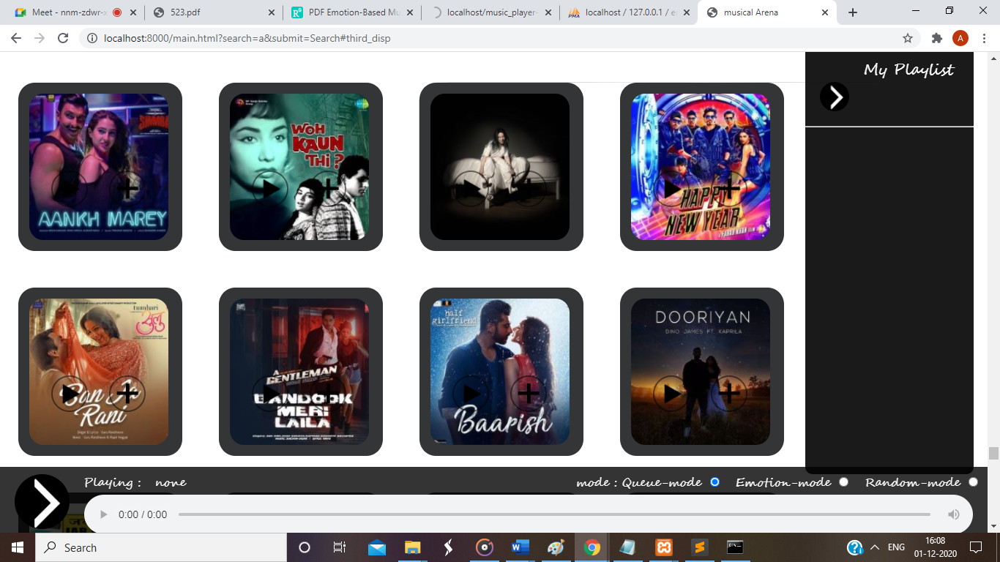 Meet - nnm-zdwr-x
523.pdf
PDF Emotion-Based Mu
localhost/music_player-
localhost / 127.0.0.1 / e
musical Arena
localhost:8000/main.html?search=a&submit=Search#third_disp
A
My Playlist
SIMMBA
AANKH MAREY
WOH
KAUN
THI?
HAPPY
NEW YEAR
tumhari
सुलु
Ban Ja
Rani
A
GENTLEMAN
BANDOOK
MERI
LAILA
half
girlfriend
Baarish
DOORIYAN
DINO JAMES FT. KAPRILA
Playing : none
mode : Queue-mode Emotion-mode Random-mode
0:00 / 0:00
Search
ENG
16:08
01-12-2020